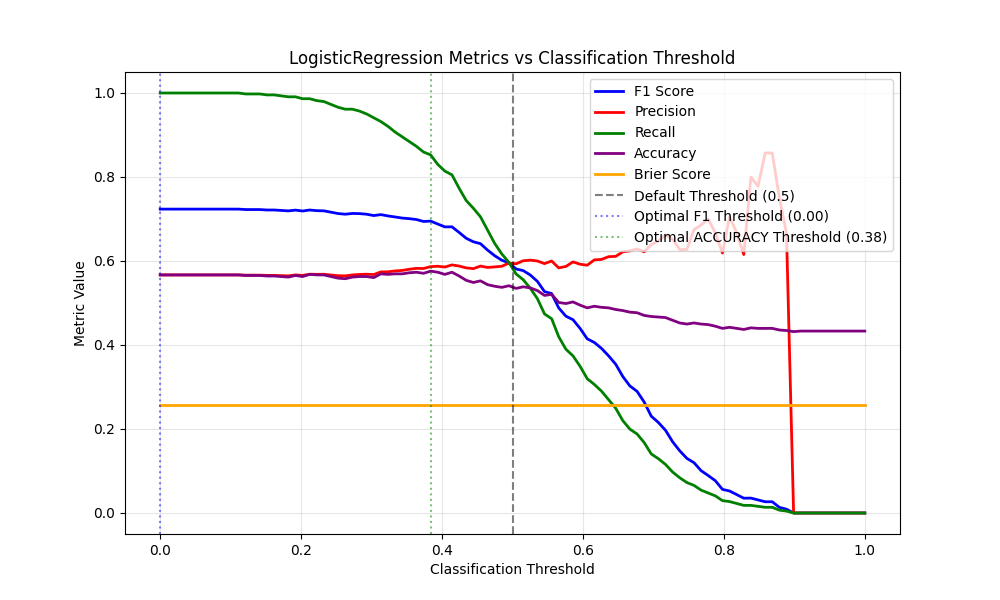 LogisticRegression Metrics vs Classification Threshold
1.0
0.8
0.6
0.4
0.2
0.0
Metric Value
F1 Score
Precision
Recall
Accuracy
Brier Score
Default Threshold (0.5)
Optimal F1 Threshold (0.00)
Optimal ACCURACY Threshold (0.38)
0.0 0.2 0.4 0.6 0.8 1.0
Classification Threshold